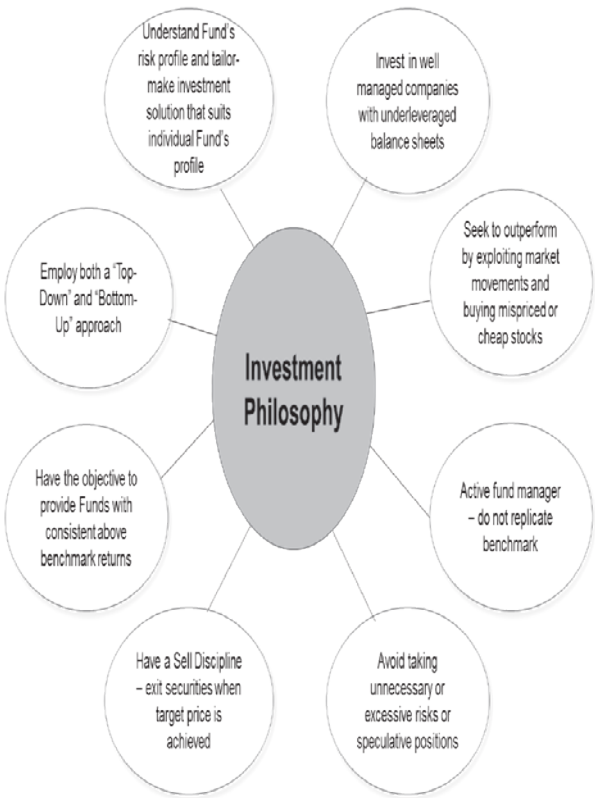 Understand Fund's
risk profile and tailor-
make investment
solution that suits
individual Fund's
profile
Invest in well
managed companies
with underleveraged
balance sheets
Seek to outperform
by exploiting market
movements and
buying mispriced or
cheap stocks
Employ both a "Top-
Down" and "Bottom-
Up" approach
Investment
Philosophy
Have the objective to
provide Funds with
consistent above
benchmark returns
Active fund manager
– do not replicate
benchmark
Have a Sell Discipline
– exit securities when
target price is
achieved
Avoid taking
unnecessary or
excessive risks or
speculative positions